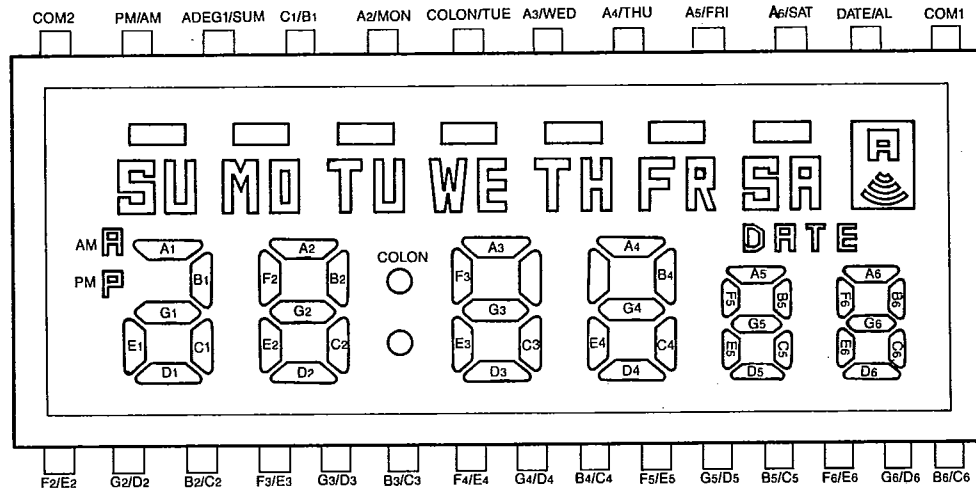 COM2 PM/AM ADEG1/SUM C1/B1 A2/MON COLON/TUE A3/WED A4/THU A5/FRI A6/SAT DATE/AL COM1
A
SU MO TU WE TH FR SA
DATE
AM A
PM P
COLON
A1 A2 A3 A4 A5 A6
B1 F2 B2 F3 B4 F5 B5 F6 B6
G1 G2 G3 G4 G5 G6
E1 C1 E2 C2 E3 C3 E4 C4 E5 C5 E6 C6
D1 D2 D3 D4 D5 D6
F2/E2 G2/D2 B2/C2 F3/E3 G3/D3 B3/C3 F4/E4 G4/D4 B4/C4 F5/E5 G5/D5 B5/C5 F6/E6 G6/D6 B6/C6